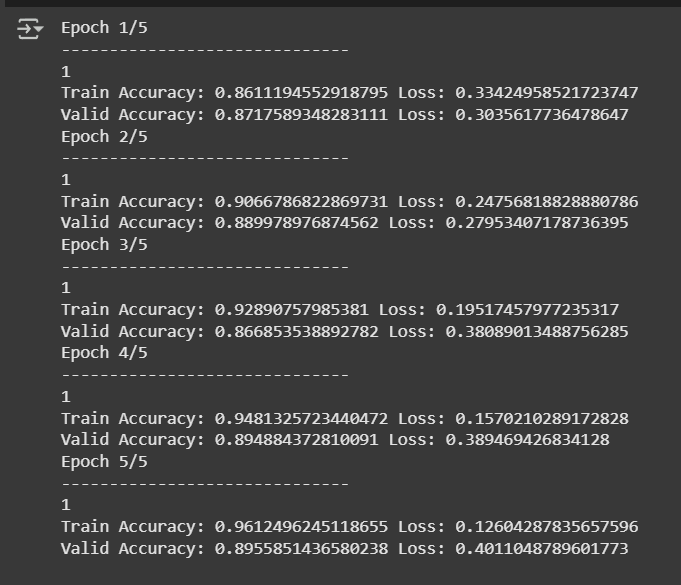 Epoch 1/5
------------------------------
1
Train Accuracy: 0.8611194552918795 Loss: 0.33424958521723747
Valid Accuracy: 0.8717589348283111 Loss: 0.3035617736478647
Epoch 2/5
------------------------------
1
Train Accuracy: 0.9066786822869731 Loss: 0.24756818828880786
Valid Accuracy: 0.889978976874562 Loss: 0.27953407178736395
Epoch 3/5
------------------------------
1
Train Accuracy: 0.92890757985381 Loss: 0.19517457977235317
Valid Accuracy: 0.866853538892782 Loss: 0.38089013488756285
Epoch 4/5
------------------------------
1
Train Accuracy: 0.9481325723440472 Loss: 0.1570210289172828
Valid Accuracy: 0.894884372810091 Loss: 0.389469426834128
Epoch 5/5
------------------------------
1
Train Accuracy: 0.9612496245118655 Loss: 0.12604287835657596
Valid Accuracy: 0.8955851436580238 Loss: 0.4011048789601773